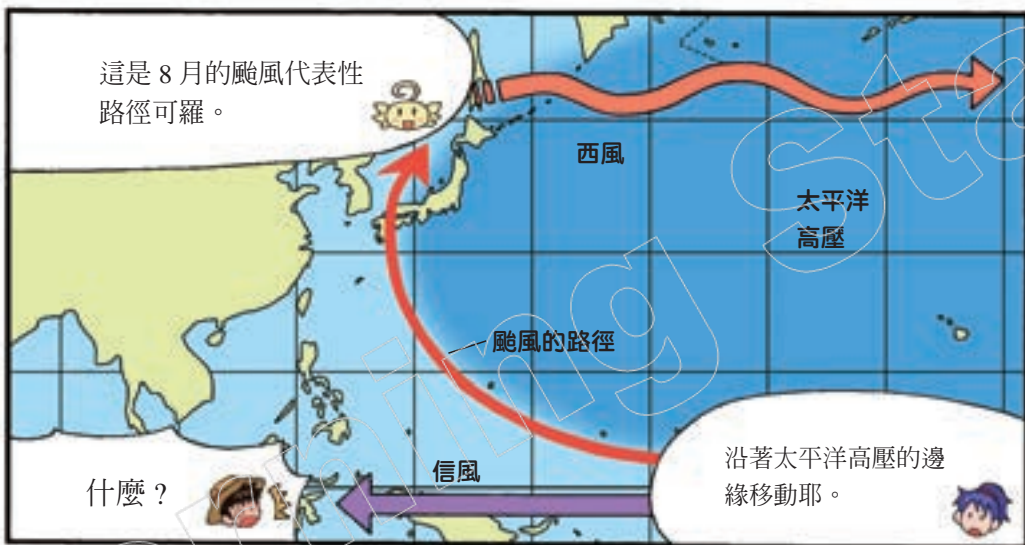 這是 8 月的颱風代表性
路徑可羅。
西風
太平洋
高壓
颱風的路徑
信風
沿著太平洋高壓的邊
緣移動耶。
什麼？